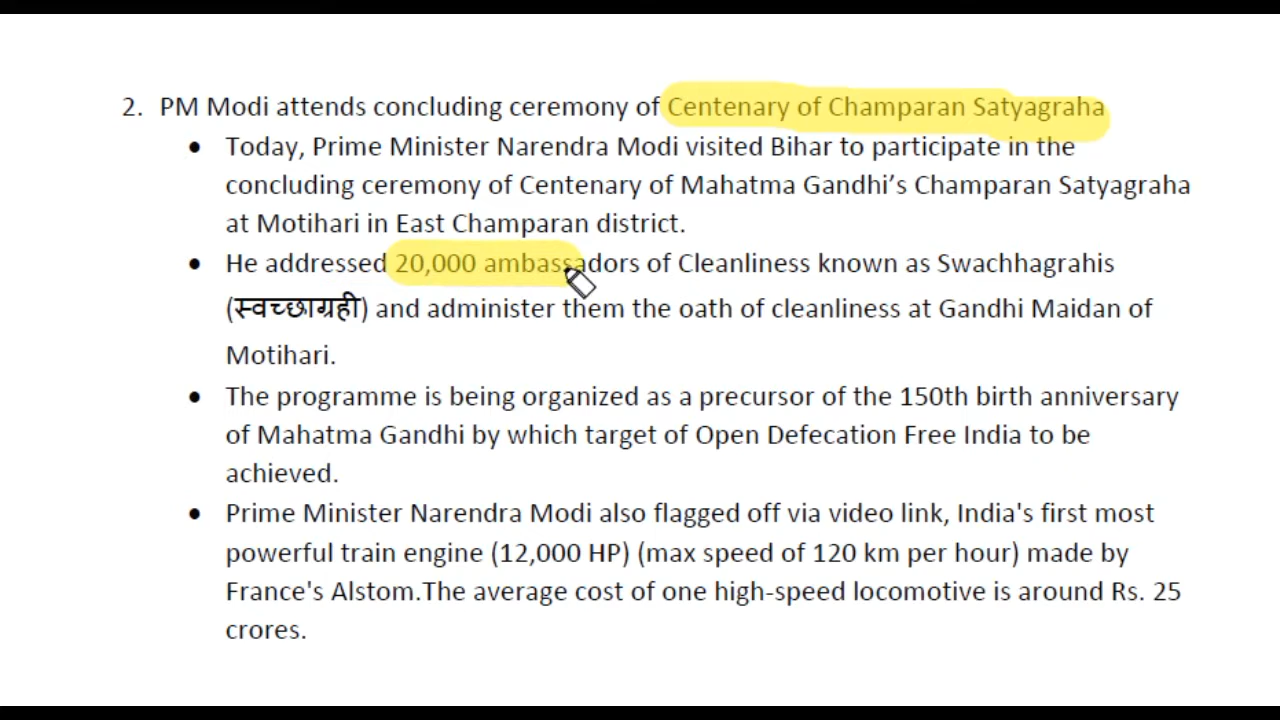 2. PM Modi attends concluding ceremony of Centenary of Champaran Satyagraha
• Today, Prime Minister Narendra Modi visited Bihar to participate in the
concluding ceremony of Centenary of Mahatma Gandhi’s Champaran Satyagraha
at Motihari in East Champaran district.
• He addressed 20,000 ambassadors of Cleanliness known as Swachhagrahis
(स्वच्छाग्रही) and administer them the oath of cleanliness at Gandhi Maidan of
Motihari.
• The programme is being organized as a precursor of the 150th birth anniversary
of Mahatma Gandhi by which target of Open Defecation Free India to be
achieved.
• Prime Minister Narendra Modi also flagged off via video link, India's first most
powerful train engine (12,000 HP) (max speed of 120 km per hour) made by
France's Alstom.The average cost of one high-speed locomotive is around Rs. 25
crores.